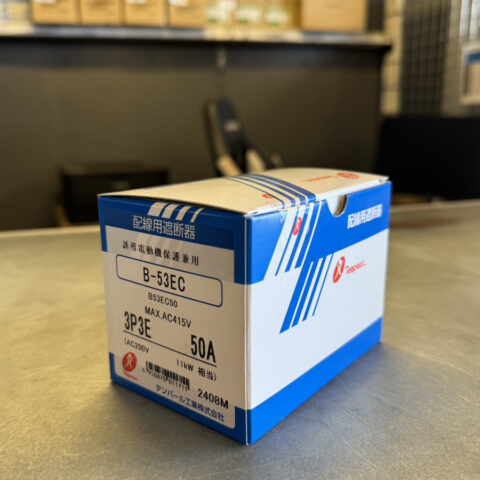 配線用遮断器
誘導電動機保護兼用
B-53EC
B53EC50
MAX.AC415V
3P3E 50A
(AC200V 11kW 相当)
2408M
テンパール工業株式会社
配線用遮断器
TEMPEARL